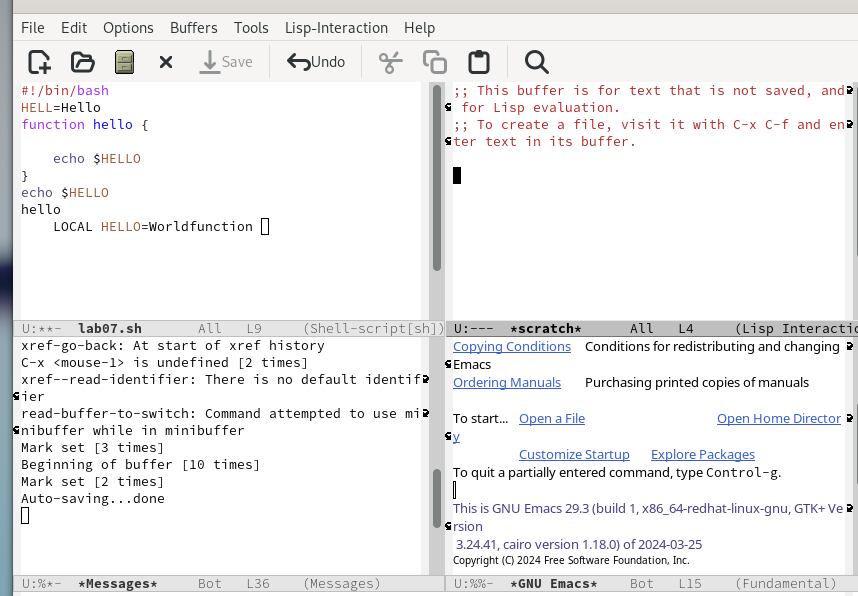 File Edit Options Buffers Tools Lisp-Interaction Help
Save Undo
#!/bin/bash
HELL=Hello
function hello {
echo $HELLO
}
echo $HELLO
hello
LOCAL HELLO=Worldfunction
U:**- lab07.sh All L9 (Shell-script[sh])
;; This buffer is for text that is not saved, and
for Lisp evaluation.
;; To create a file, visit it with C-x C-f and en
ter text in its buffer.
U:--- *scratch* All L4 (Lisp Interactio
xref-go-back: At start of xref history
C-x <mouse-1> is undefined [2 times]
xref--read-identifier: There is no default identif
ier
read-buffer-to-switch: Command attempted to use mi
nibuffer while in minibuffer
Mark set [3 times]
Beginning of buffer [10 times]
Mark set [2 times]
Auto-saving...done
U:%*- *Messages* Bot L36 (Messages)
Copying Conditions Conditions for redistributing and changing
Emacs
Ordering Manuals Purchasing printed copies of manuals
To start... Open a File Open Home Director
y
Customize Startup Explore Packages
To quit a partially entered command, type Control-g.
This is GNU Emacs 29.3 (build 1, x86_64-redhat-linux-gnu, GTK+ Ve
rsion
3.24.41, cairo version 1.18.0) of 2024-03-25
Copyright (C) 2024 Free Software Foundation, Inc.
U:%%- *GNU Emacs* Bot L15 (Fundamental)